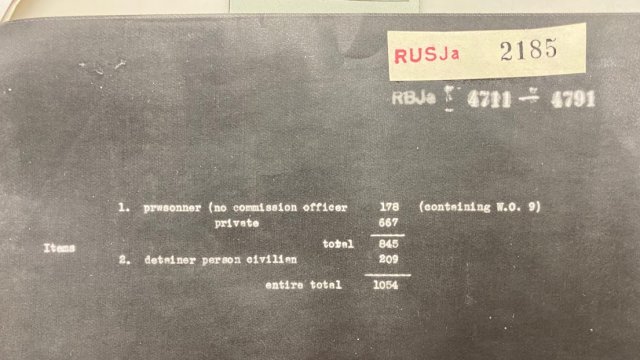 RUSJa 2185
RBJa 4711 ÷ 4791
1. prwsonner (no commission officer 178 (containing W.O. 9)
private 667
total 845
Items
2. detainer person civilian 209
entire total 1054